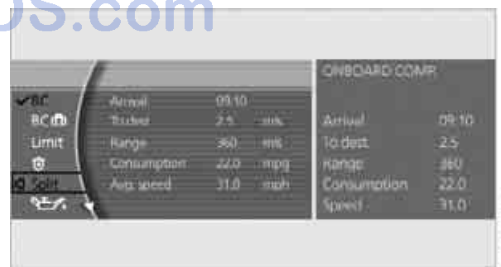 OS.com
ONBOARD COMP.
BC
Arrival 09:10
BC
To dest 2.5 mls
Limit
Range 360 mls
Consumption 22.0 mpg
Split
Avg. speed 31.0 mph
Arrival 09:10
To dest. 2.5
Range 360
Consumption 22.0
Speed 31.0